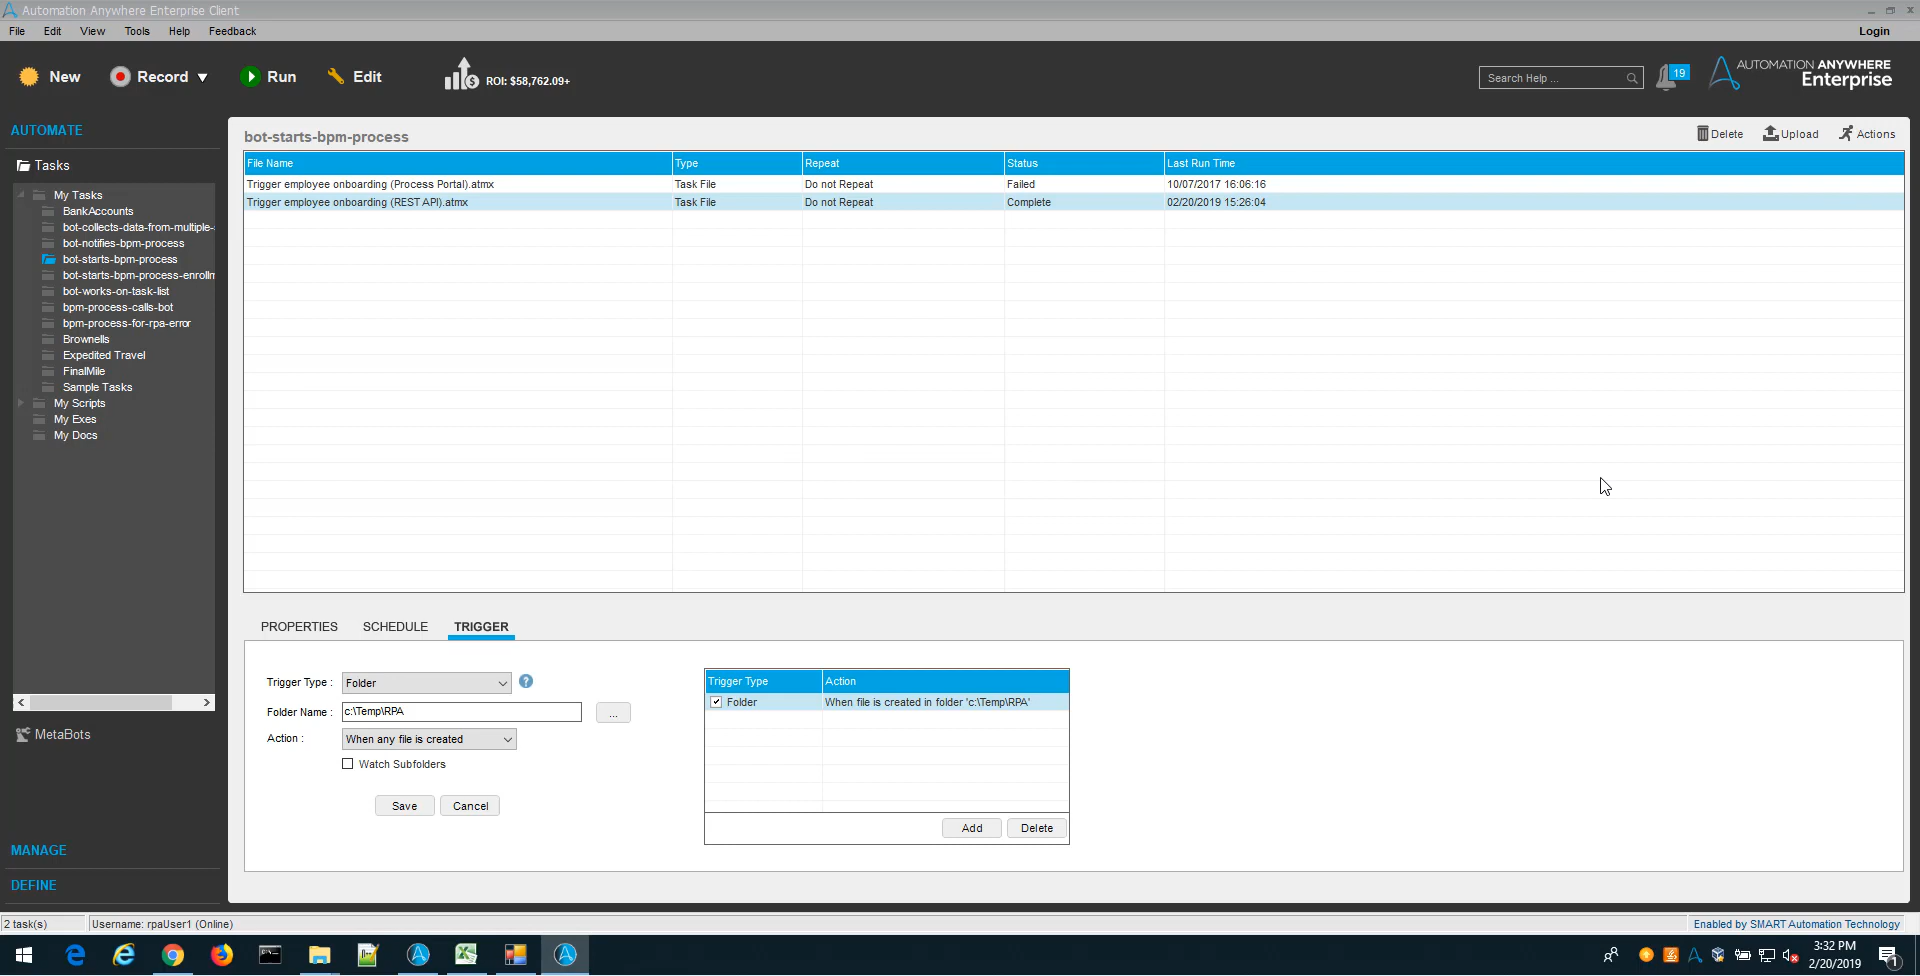 Automation Anywhere Enterprise Client
File Edit View Tools Help Feedback Login
New Record Run Edit ROI: $58,762.09+ Search Help ... 19 AUTOMATION ANYWHERE
Enterprise
AUTOMATE
Tasks
My Tasks
BankAccounts
bot-collects-data-from-multiple-
bot-notifies-bpm-process
bot-starts-bpm-process
bot-starts-bpm-process-enrollm
bot-works-on-task-list
bpm-process-calls-bot
bpm-process-for-rpa-error
Brownells
Expedited Travel
FinalMile
Sample Tasks
My Scripts
My Exes
My Docs
MetaBots
MANAGE
DEFINE
bot-starts-bpm-process Delete Upload Actions
File Name Type Repeat Status Last Run Time
Trigger employee onboarding (Process Portal).atmx Task File Do not Repeat Failed 10/07/2017 16:06:16
Trigger employee onboarding (REST API).atmx Task File Do not Repeat Complete 02/20/2019 15:26:04
PROPERTIES SCHEDULE TRIGGER
Trigger Type : Folder ?
Folder Name : c:\Temp\RPA ...
Action : When any file is created
Watch Subfolders
Save Cancel
Trigger Type Action
Folder When file is created in folder 'c:\Temp\RPA'
Add Delete
2 task(s) Username: rpaUser1 (Online) Enabled by SMART Automation Technology
3:32 PM
2/20/2019
1